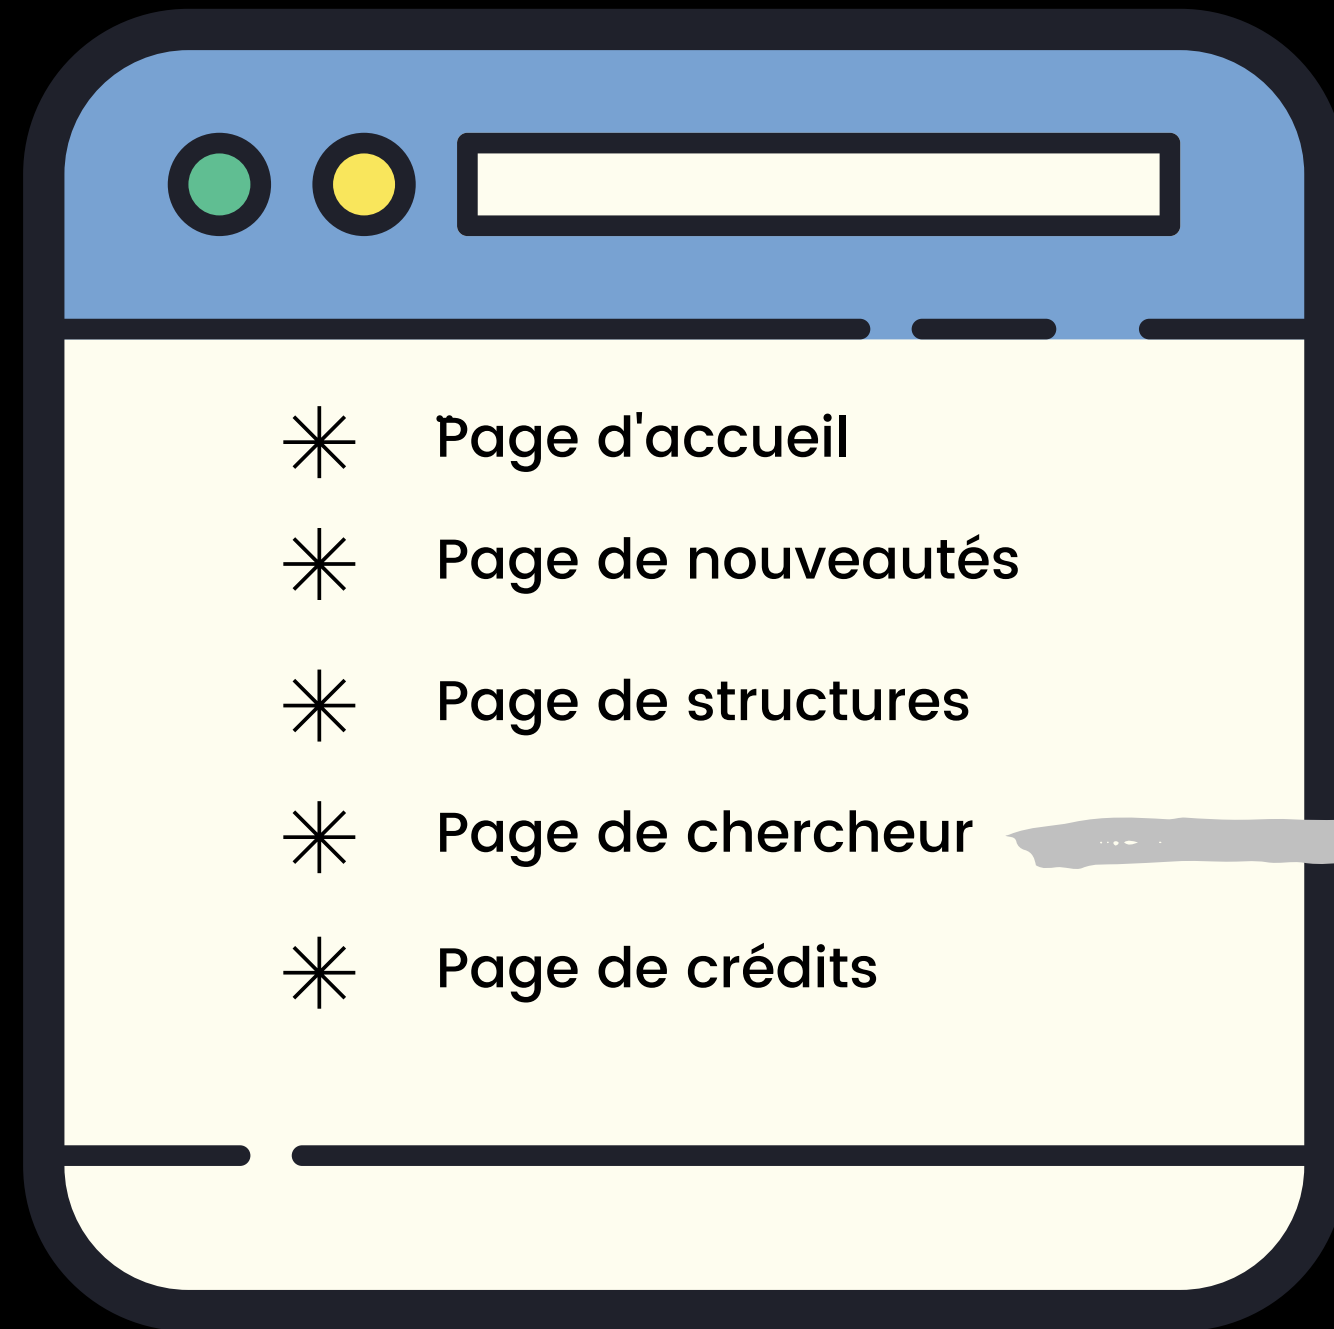 Page d'accueil
Page de nouveautés
Page de structures
Page de chercheur
Page de crédits